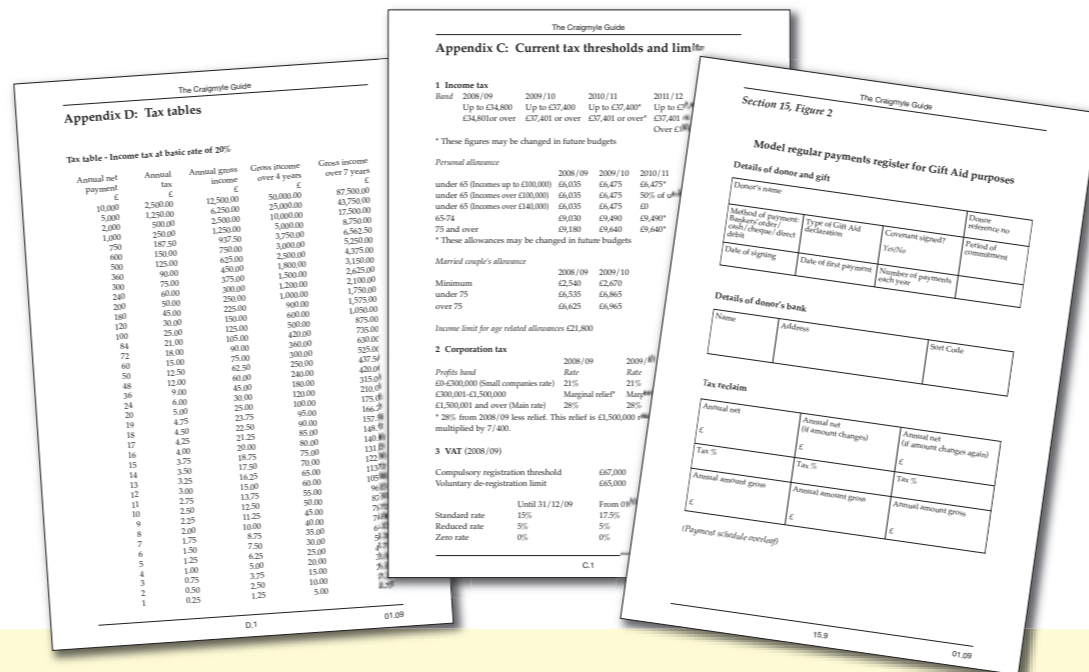 The Craigmyle Guide
Appendix D: Tax tables
Tax table - Income tax at basic rate of 20%
Annual net Annual Annual gross Gross income Gross income
payment tax income over 4 years over 7 years
£ £ £ £ £
10,000 2,500.00 12,500.00 50,000.00 87,500.00
5,000 1,250.00 6,250.00 25,000.00 43,750.00
2,000 500.00 2,500.00 10,000.00 17,500.00
1,000 250.00 1,250.00 5,000.00 8,750.00
750 187.50 937.50 3,750.00 6,562.50
600 150.00 750.00 3,000.00 5,250.00
500 125.00 625.00 2,500.00 4,375.00
360 90.00 450.00 1,800.00 3,150.00
300 75.00 375.00 1,500.00 2,625.00
240 60.00 300.00 1,200.00 2,100.00
200 50.00 250.00 1,000.00 1,750.00
180 45.00 225.00 900.00 1,575.00
120 30.00 150.00 600.00 1,050.00
100 25.00 125.00 500.00 875.00
84 21.00 105.00 420.00 735.00
72 18.00 90.00 360.00 630.00
60 15.00 75.00 300.00 525.00
50 12.50 62.50 250.00 437.50
48 12.00 60.00 240.00
36 9.00 45.00 180.00
24 6.00 30.00 120.00
20 5.00 25.00 100.00
19 4.75 23.75 95.00
18 4.50 22.50 90.00
17 4.25 21.25 85.00
16 4.00 20.00 80.00
15 3.75 18.75 75.00
14 3.50 17.50 70.00
13 3.25 16.25 65.00
12 3.00 15.00 60.00
11 2.75 13.75 55.00
10 2.50 12.50 50.00
9 2.25 11.25 45.00
8 2.00 10.00 40.00
7 1.75 8.75 35.00
6 1.50 7.50 30.00
5 1.25 6.25 25.00
4 1.00 5.00 20.00
3 0.75 3.75 15.00
2 0.50 2.50 10.00
1 0.25 1.25 5.00
D.1 01.09
The Craigmyle Guide
Appendix C: Current tax thresholds and limits
1 Income tax
Band 2008/09 2009/10 2010/11 2011/12
Up to £34,800 Up to £37,400 Up to £37,400* Up to
£34,801or over £37,401 or over £37,401 or over* £37,401
Over
* These figures may be changed in future budgets
Personal allowance
2008/09 2009/10 2010/11
under 65 (Incomes up to £100,000) £6,035 £6,475 £6,475*
under 65 (Incomes over £100,000) £6,035 £6,475 50% of
under 65 (Incomes over £140,000) £6,035 £6,475 £0
65-74 £9,030 £9,490 £9,490*
75 and over £9,180 £9,640 £9,640*
* These allowances may be changed in future budgets
Married couple's allowance
2008/09 2009/10
Minimum £2,540 £2,670
under 75 £6,535 £6,865
over 75 £6,625 £6,965
Income limit for age related allowances £21,800
2 Corporation tax
2008/09 2009/
Profits band Rate Rate
£0-£300,000 (Small companies rate) 21% 21%
£300,001-£1,500,000 Marginal relief*
£1,500,001 and over (Main rate) 28% 28%
* 28% from 2008/09 less relief. This relief is £1,500,000
multiplied by 7/400.
3 VAT (2008/09)
Compulsory registration threshold £67,000
Voluntary de-registration limit £65,000
Until 31/12/09 From
Standard rate 15% 17.5%
Reduced rate 5% 5%
Zero rate 0% 0%
C.1
The Craigmyle Guide
Section 15, Figure 2
Model regular payments register for Gift Aid purposes
Details of donor and gift
Donor's name
Donor
reference no
Method of payment:
Bankers' order/
cash/cheque/direct
debit
Type of Gift Aid
declaration
Covenant signed?
Yes/No
Period of
commitment
Date of signing
Date of first payment
Number of payments
each year
Details of donor's bank
Name
Address
Sort Code
Tax reclaim
Annual net
£
Annual net
(if amount changes)
£
Annual net
(if amount changes again)
£
Tax % Tax % Tax %
Annual amount gross Annual amount gross Annual amount gross
£ £ £
(Payment schedule overleaf)
15.9 01.09